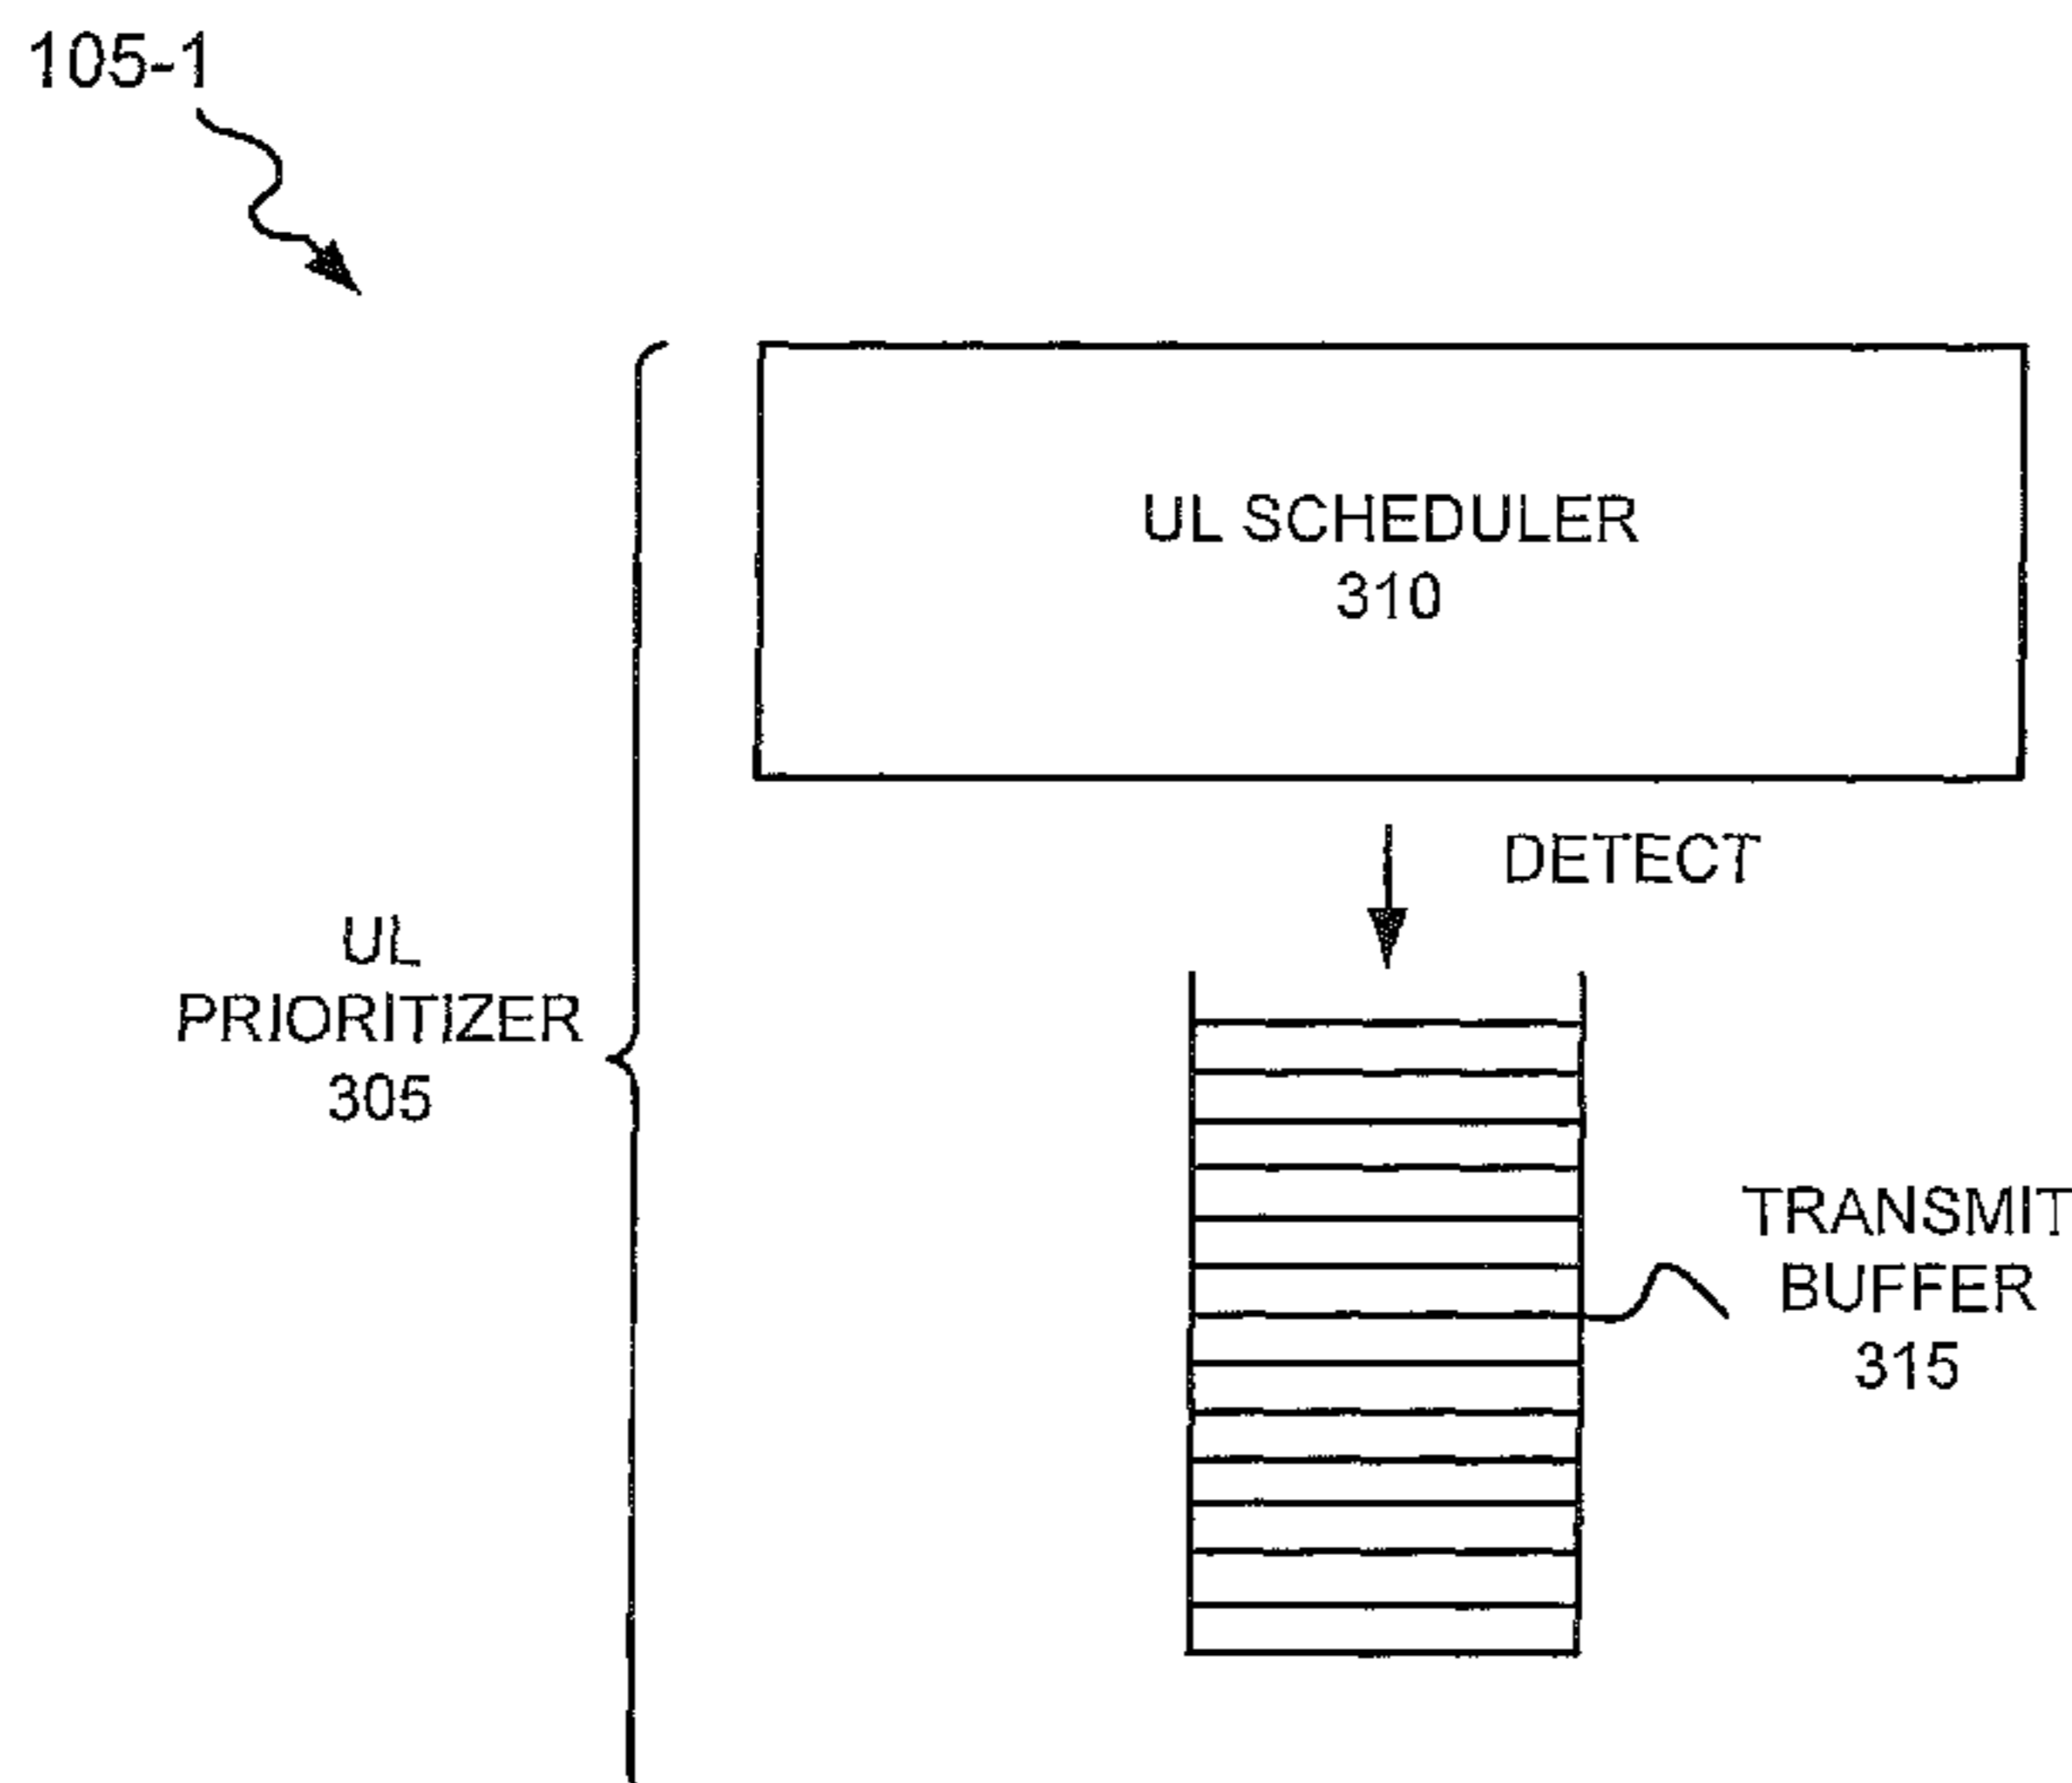 105-1
UL SCHEDULER
310
DETECT
UL
PRIORITIZER
305
TRANSMIT
BUFFER
315